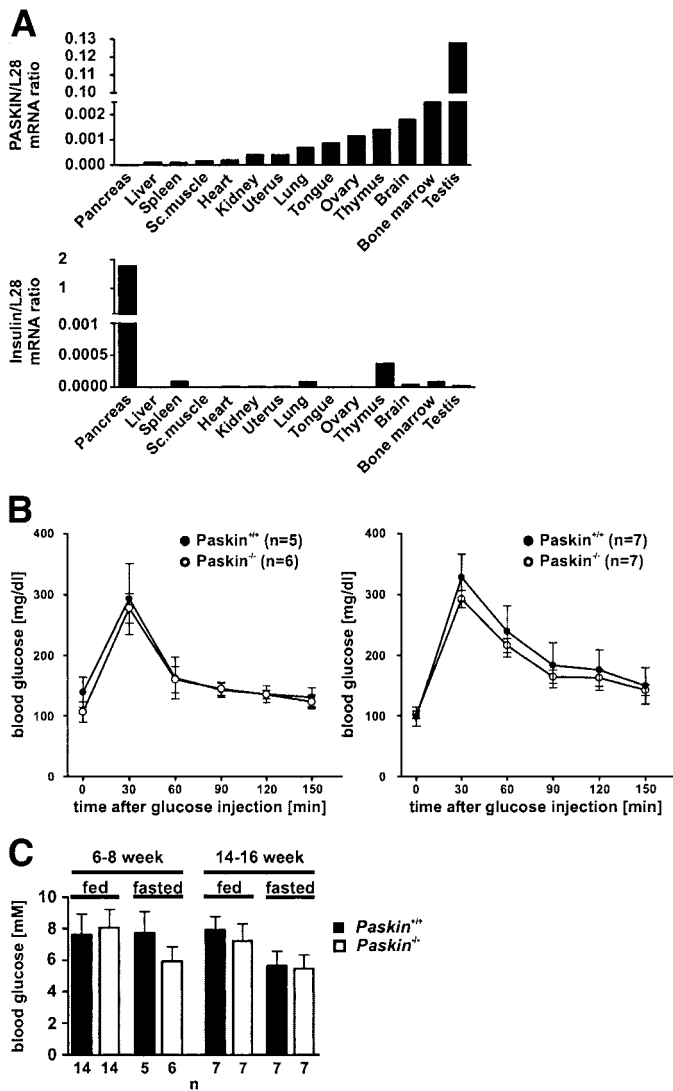 A
PASKIN/L28
mRNA ratio
0.13
0.12
0.11
0.10
0.002
0.001
0.000
Pancreas
Liver
Spleen
Sc.muscle
Heart
Kidney
Uterus
Lung
Tongue
Ovary
Thymus
Brain
Bone marrow
Testis
Insulin/L28
mRNA ratio
2
1
0.001
0.0005
0.0000
Pancreas
Liver
Spleen
Sc.muscle
Heart
Kidney
Uterus
Lung
Tongue
Ovary
Thymus
Brain
Bone marrow
Testis
B
blood glucose [mg/dl]
400
300
200
100
0
Paskin+/+ (n=5)
Paskin-/- (n=6)
0 30 60 90 120 150
time after glucose injection [min]
blood glucose [mg/dl]
400
300
200
100
0
Paskin+/+ (n=7)
Paskin-/- (n=7)
0 30 60 90 120 150
time after glucose injection [min]
C
6-8 week 14-16 week
fed fasted fed fasted
blood glucose [mM]
10
8
6
4
2
0
Paskin+/+
Paskin-/-
14 14 5 6 7 7 7 7
n